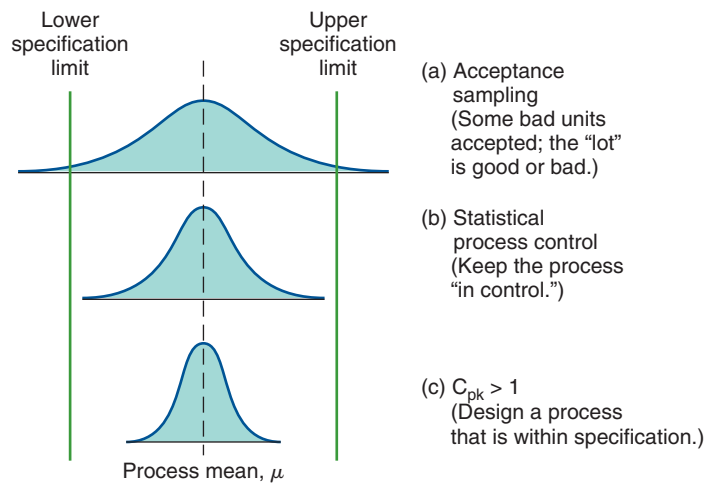 Lower
specification
limit
Upper
specification
limit
(a) Acceptance
sampling
(Some bad units
accepted; the “lot”
is good or bad.)
(b) Statistical
process control
(Keep the process
“in control.”)
(c) Cpk > 1
(Design a process
that is within specification.)
Process mean, μ